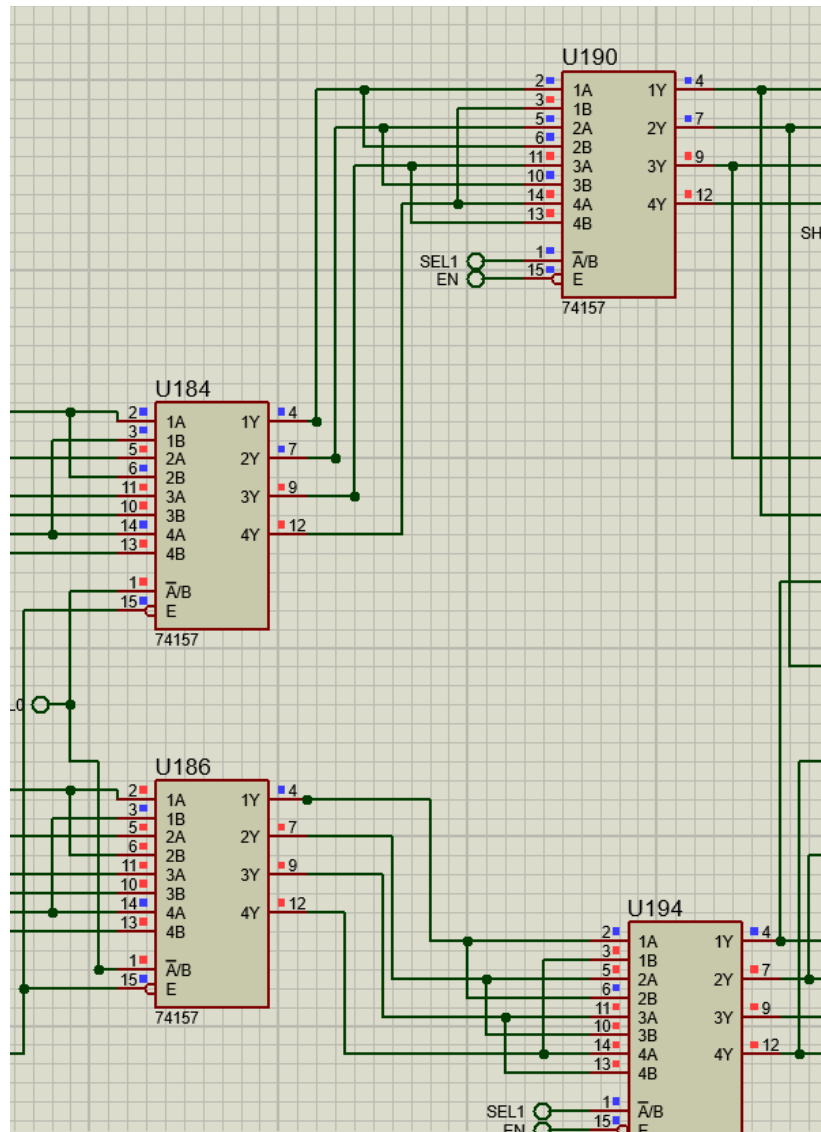 U190
2 1A 1Y 4
3 1B
5 2A 2Y 7
6 2B
11 3A 3Y 9
10 3B
14 4A 4Y 12
13 4B
SH
SEL1 1 A̅/B
EN 15 E
74157
U184
2 1A 1Y 4
3 1B
5 2A 2Y 7
6 2B
11 3A 3Y 9
10 3B
14 4A 4Y 12
13 4B
1 A̅/B
15 E
74157
_0
U186
2 1A 1Y 4
3 1B
5 2A 2Y 7
6 2B
11 3A 3Y 9
10 3B
14 4A 4Y 12
13 4B
1 A̅/B
15 E
74157
U194
2 1A 1Y 4
3 1B
5 2A 2Y 7
6 2B
11 3A 3Y 9
10 3B
14 4A 4Y 12
13 4B
SEL1 1 A̅/B
EN 15 E